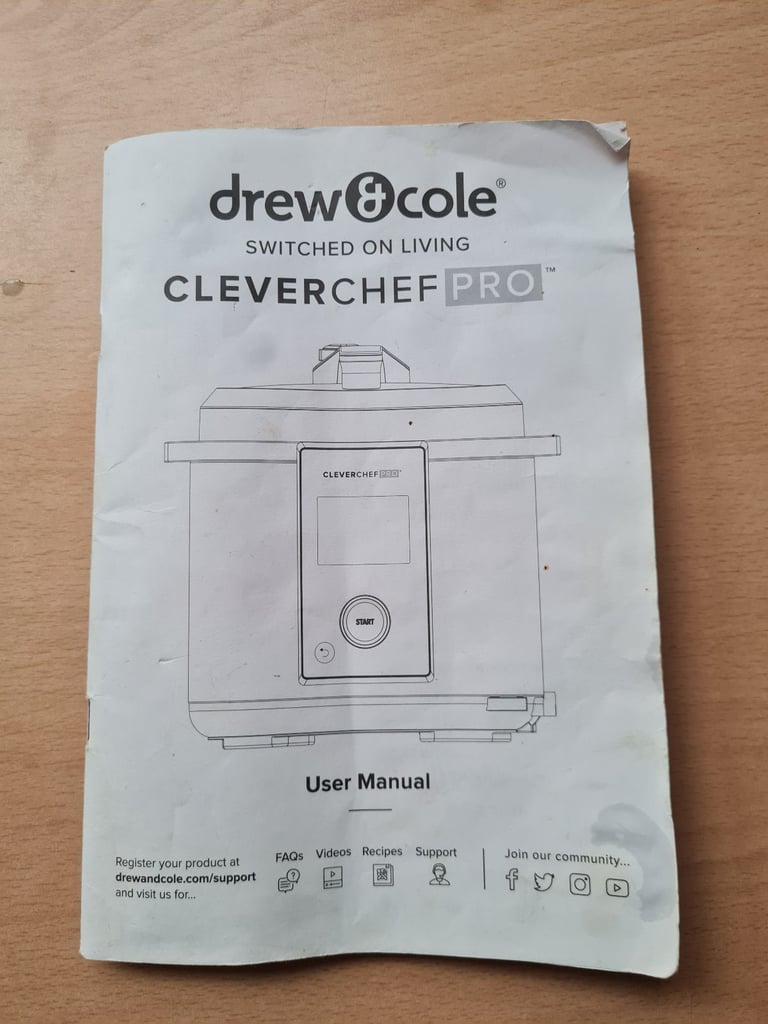 drew&cole®
SWITCHED ON LIVING
CLEVERCHEF PRO™
CLEVERCHEF PRO
START
User Manual
Register your product at
drewandcole.com/support
and visit us for...
FAQs
Videos
Recipes
Support
Join our community...